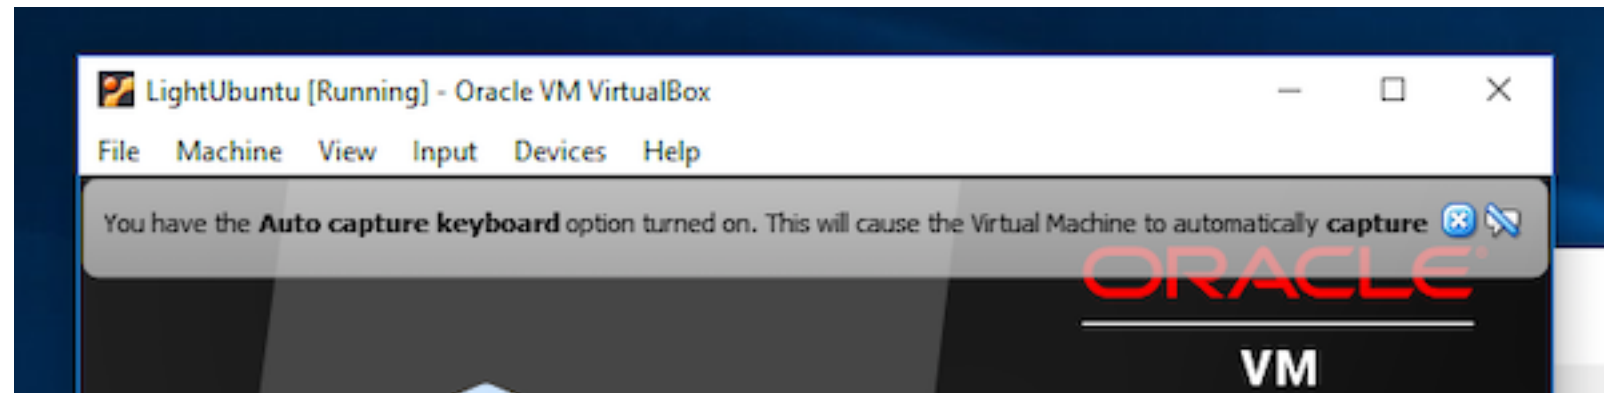 LightUbuntu [Running] - Oracle VM VirtualBox
File Machine View Input Devices Help
You have the Auto capture keyboard option turned on. This will cause the Virtual Machine to automatically capture
ORACLE
VM